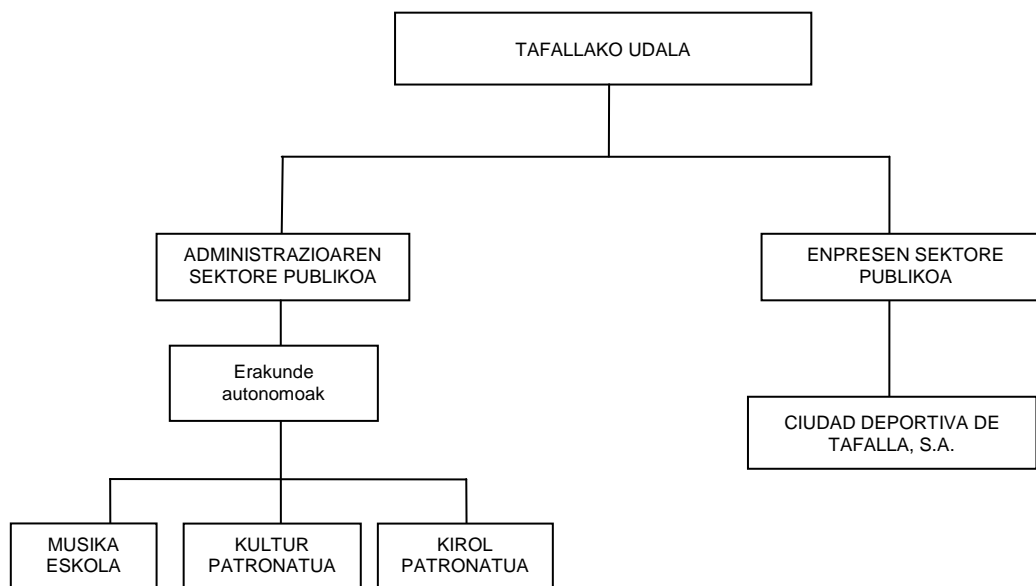 TAFALLAKO UDALA
ADMINISTRAZIOAREN
SEKTORE PUBLIKOA
ENPRESEN SEKTORE
PUBLIKOA
Erakunde
autonomoak
CIUDAD DEPORTIVA DE
TAFALLA, S.A.
MUSIKA
ESKOLA
KULTUR
PATRONATUA
KIROL
PATRONATUA